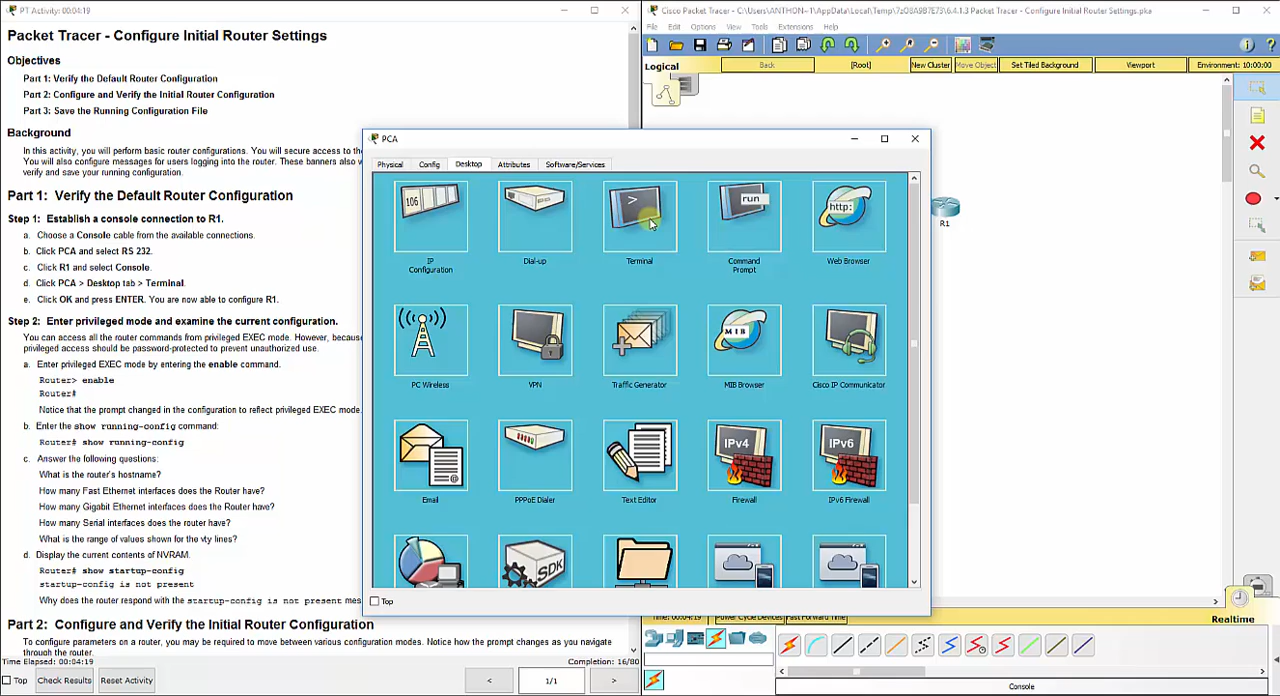 PT Activity: 00:04:19
Packet Tracer - Configure Initial Router Settings
Objectives
Part 1: Verify the Default Router Configuration
Part 2: Configure and Verify the Initial Router Configuration
Part 3: Save the Running Configuration File
Background
In this activity, you will perform basic router configurations. You will secure access to the
You will also configure messages for users logging into the router. These banners also
verify and save your running configuration.
Part 1: Verify the Default Router Configuration
Step 1: Establish a console connection to R1.
a. Choose a Console cable from the available connections.
b. Click PCA and select RS 232.
c. Click R1 and select Console.
d. Click PCA > Desktop tab > Terminal.
e. Click OK and press ENTER. You are now able to configure R1.
Step 2: Enter privileged mode and examine the current configuration.
You can access all the router commands from privileged EXEC mode. However, because
privileged access should be password-protected to prevent unauthorized use.
a. Enter privileged EXEC mode by entering the enable command.
Router> enable
Router#
Notice that the prompt changed in the configuration to reflect privileged EXEC mode.
b. Enter the show running-config command:
Router# show running-config
c. Answer the following questions:
What is the router's hostname?
How many Fast Ethernet interfaces does the Router have?
How many Gigabit Ethernet interfaces does the Router have?
How many Serial interfaces does the router have?
What is the range of values shown for the vty lines?
d. Display the current contents of NVRAM.
Router# show startup-config
startup-config is not present
Why does the router respond with the startup-config is not present mes
Part 2: Configure and Verify the Initial Router Configuration
To configure parameters on a router, you may be required to move between various configuration modes. Notice how the prompt changes as you navigate
through the router.
Time Elapsed: 00:04:19
Completion: 16/80
Top
Check Results
Reset Activity
<
1/1
>
Cisco Packet Tracer - C:\Users\ANTHON~1\AppData\Local\Temp\7zO8A9B7E73\6.4.1.3 Packet Tracer - Configure Initial Router Settings.pka
File Edit Options View Tools Extensions Help
Logical
Back
[Root]
New Cluster
Move Object
Set Tiled Background
Viewport
Environment: 10:00:00
R1
PCA
Physical Config Desktop Attributes Software/Services
106
>
run
http:
IP
Configuration
Dial-up
Terminal
Command
Prompt
Web Browser
MIB
PC Wireless
VPN
Traffic Generator
MIB Browser
Cisco IP Communicator
IPv4
IPv6
Email
PPPoE Dialer
Text Editor
Firewall
IPv6 Firewall
SDK
Top
Time: 00:04:19
Power Cycle Devices
Fast Forward Time
Realtime
Console